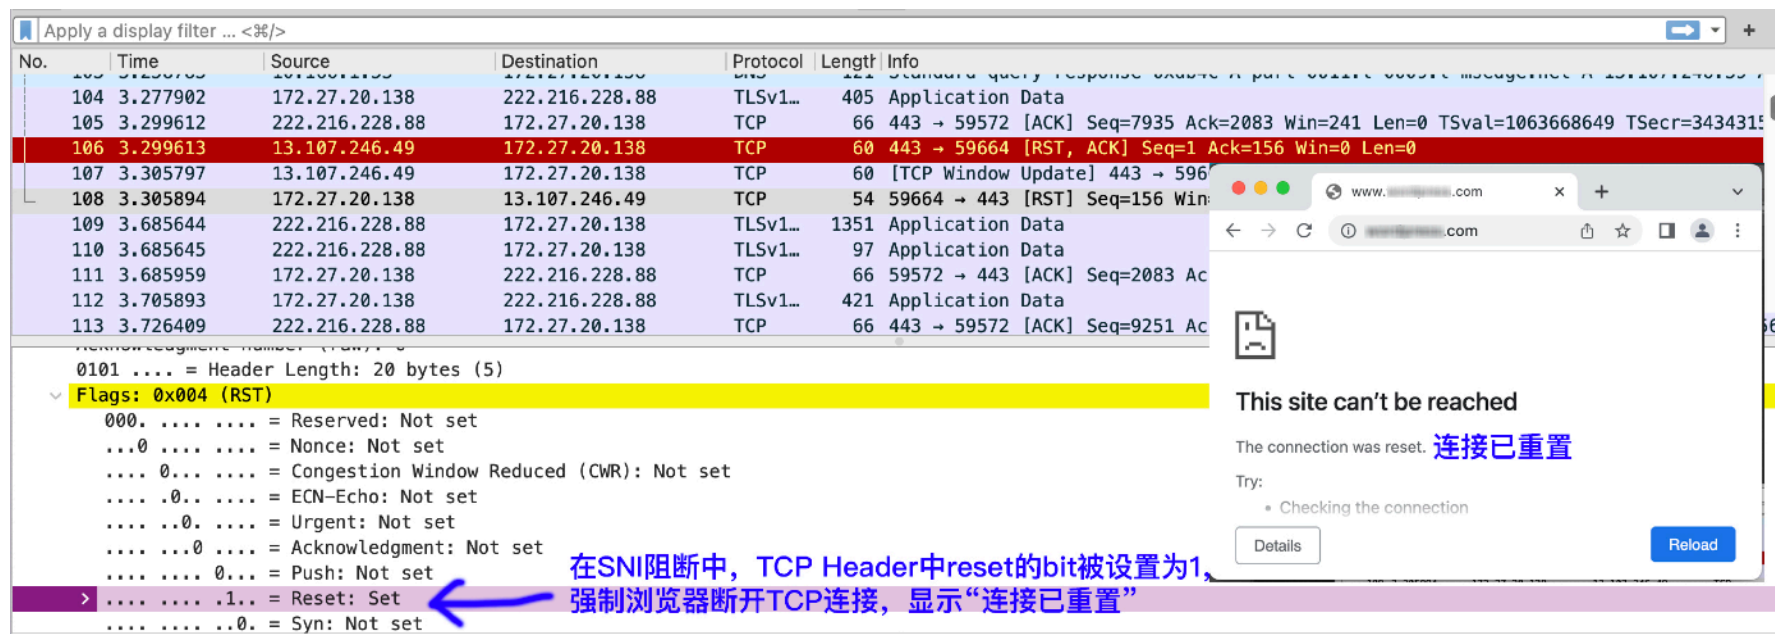 Apply a display filter ... <⌘/>
No. Time Source Destination Protocol Length Info
104 3.277902 172.27.20.138 222.216.228.88 TLSv1… 405 Application Data
105 3.299612 222.216.228.88 172.27.20.138 TCP 66 443 → 59572 [ACK] Seq=7935 Ack=2083 Win=241 Len=0 TSval=1063668649 TSecr=3434315
106 3.299613 13.107.246.49 172.27.20.138 TCP 60 443 → 59664 [RST, ACK] Seq=1 Ack=156 Win=0 Len=0
107 3.305797 13.107.246.49 172.27.20.138 TCP 60 [TCP Window Update] 443 → 596
108 3.305894 172.27.20.138 13.107.246.49 TCP 54 59664 → 443 [RST] Seq=156 Win
109 3.685644 222.216.228.88 172.27.20.138 TLSv1… 1351 Application Data
110 3.685645 222.216.228.88 172.27.20.138 TLSv1… 97 Application Data
111 3.685959 172.27.20.138 222.216.228.88 TCP 66 59572 → 443 [ACK] Seq=2083 Ac
112 3.705893 172.27.20.138 222.216.228.88 TLSv1… 421 Application Data
113 3.726409 222.216.228.88 172.27.20.138 TCP 66 443 → 59572 [ACK] Seq=9251 Ac
0101 .... = Header Length: 20 bytes (5)
Flags: 0x004 (RST)
000. .... .... = Reserved: Not set
...0 .... .... = Nonce: Not set
.... 0... .... = Congestion Window Reduced (CWR): Not set
.... .0.. .... = ECN-Echo: Not set
.... ..0. .... = Urgent: Not set
.... ...0 .... = Acknowledgment: Not set
.... .... 0... = Push: Not set
.... .... .1.. = Reset: Set
.... .... ..0. = Syn: Not set
在SNI阻断中，TCP Header中reset的bit被设置为1，
强制浏览器断开TCP连接，显示“连接已重置”
www. .com
.com
This site can’t be reached
The connection was reset. 连接已重置
Try:
• Checking the connection
Details
Reload